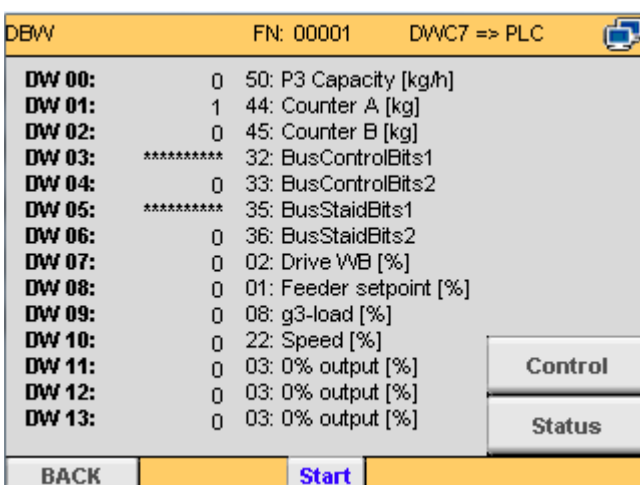 DBW FN: 00001 DWC7 => PLC
DW 00: 0 50: P3 Capacity [kg/h]
DW 01: 1 44: Counter A [kg]
DW 02: 0 45: Counter B [kg]
DW 03: ********** 32: BusControlBits1
DW 04: 0 33: BusControlBits2
DW 05: ********** 35: BusStaidBits1
DW 06: 0 36: BusStaidBits2
DW 07: 0 02: Drive WB [%]
DW 08: 0 01: Feeder setpoint [%]
DW 09: 0 08: g3-load [%]
DW 10: 0 22: Speed [%]
DW 11: 0 03: 0% output [%]
DW 12: 0 03: 0% output [%]
DW 13: 0 03: 0% output [%]
Control
Status
BACK Start